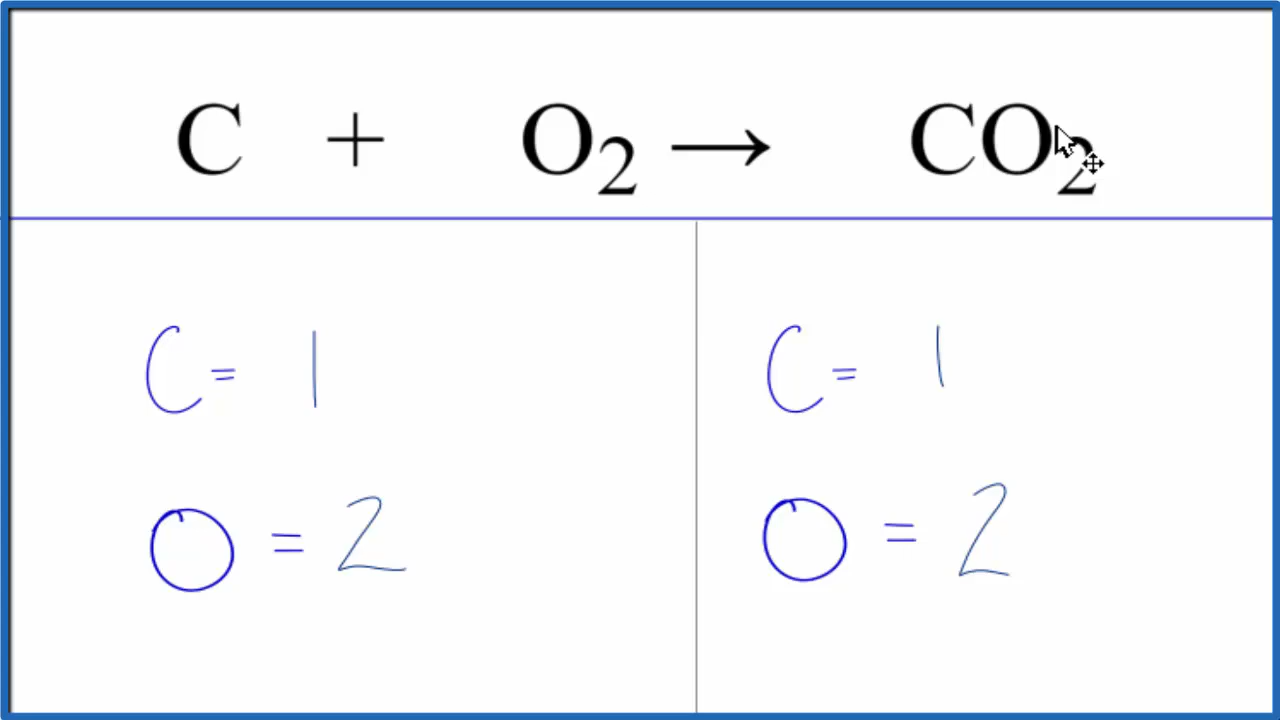 C + O₂ → CO₂
C = 1
O = 2
C = 1
O = 2